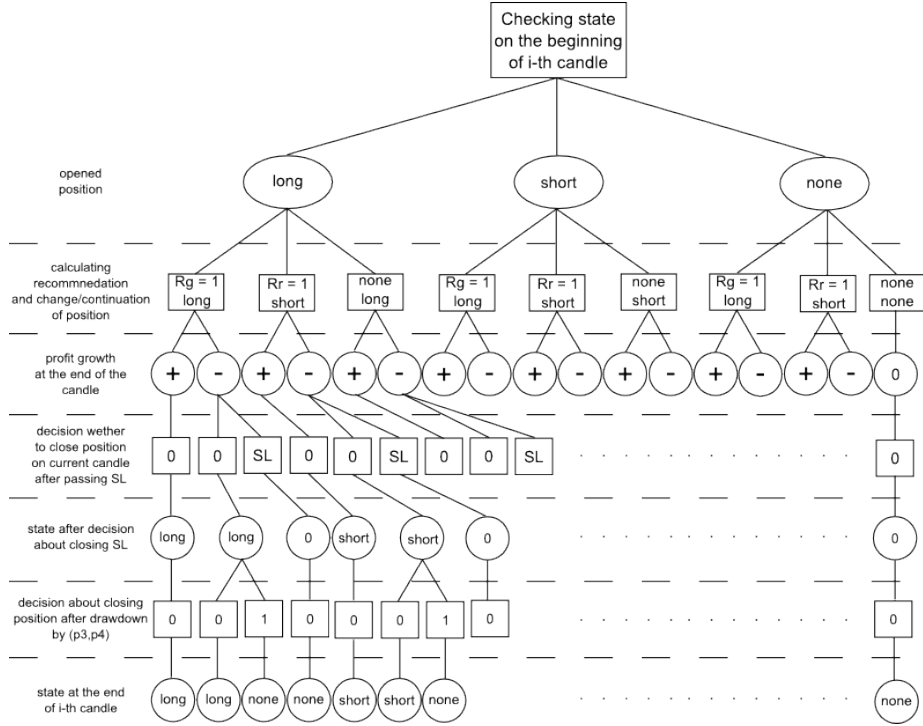 Checking state
on the beginning
of i-th candle
opened
position
long
short
none
calculating
recommnedation
and change/continuation
of position
Rg = 1
long
Rr = 1
short
none
long
Rg = 1
long
Rr = 1
short
none
short
Rg = 1
long
Rr = 1
short
none
none
profit growth
at the end of the
candle
+ - + - + - + - + - + - + - + - 0
decision wether
to close position
on current candle
after passing SL
0 0 SL 0 0 SL 0 0 SL 0
state after decision
about closing SL
long long 0 short short 0 0
decision about closing
position after drawdown
by (p3,p4)
0 0 1 0 0 0 1 0 0
state at the end
of i-th candle
long long none none short short none none